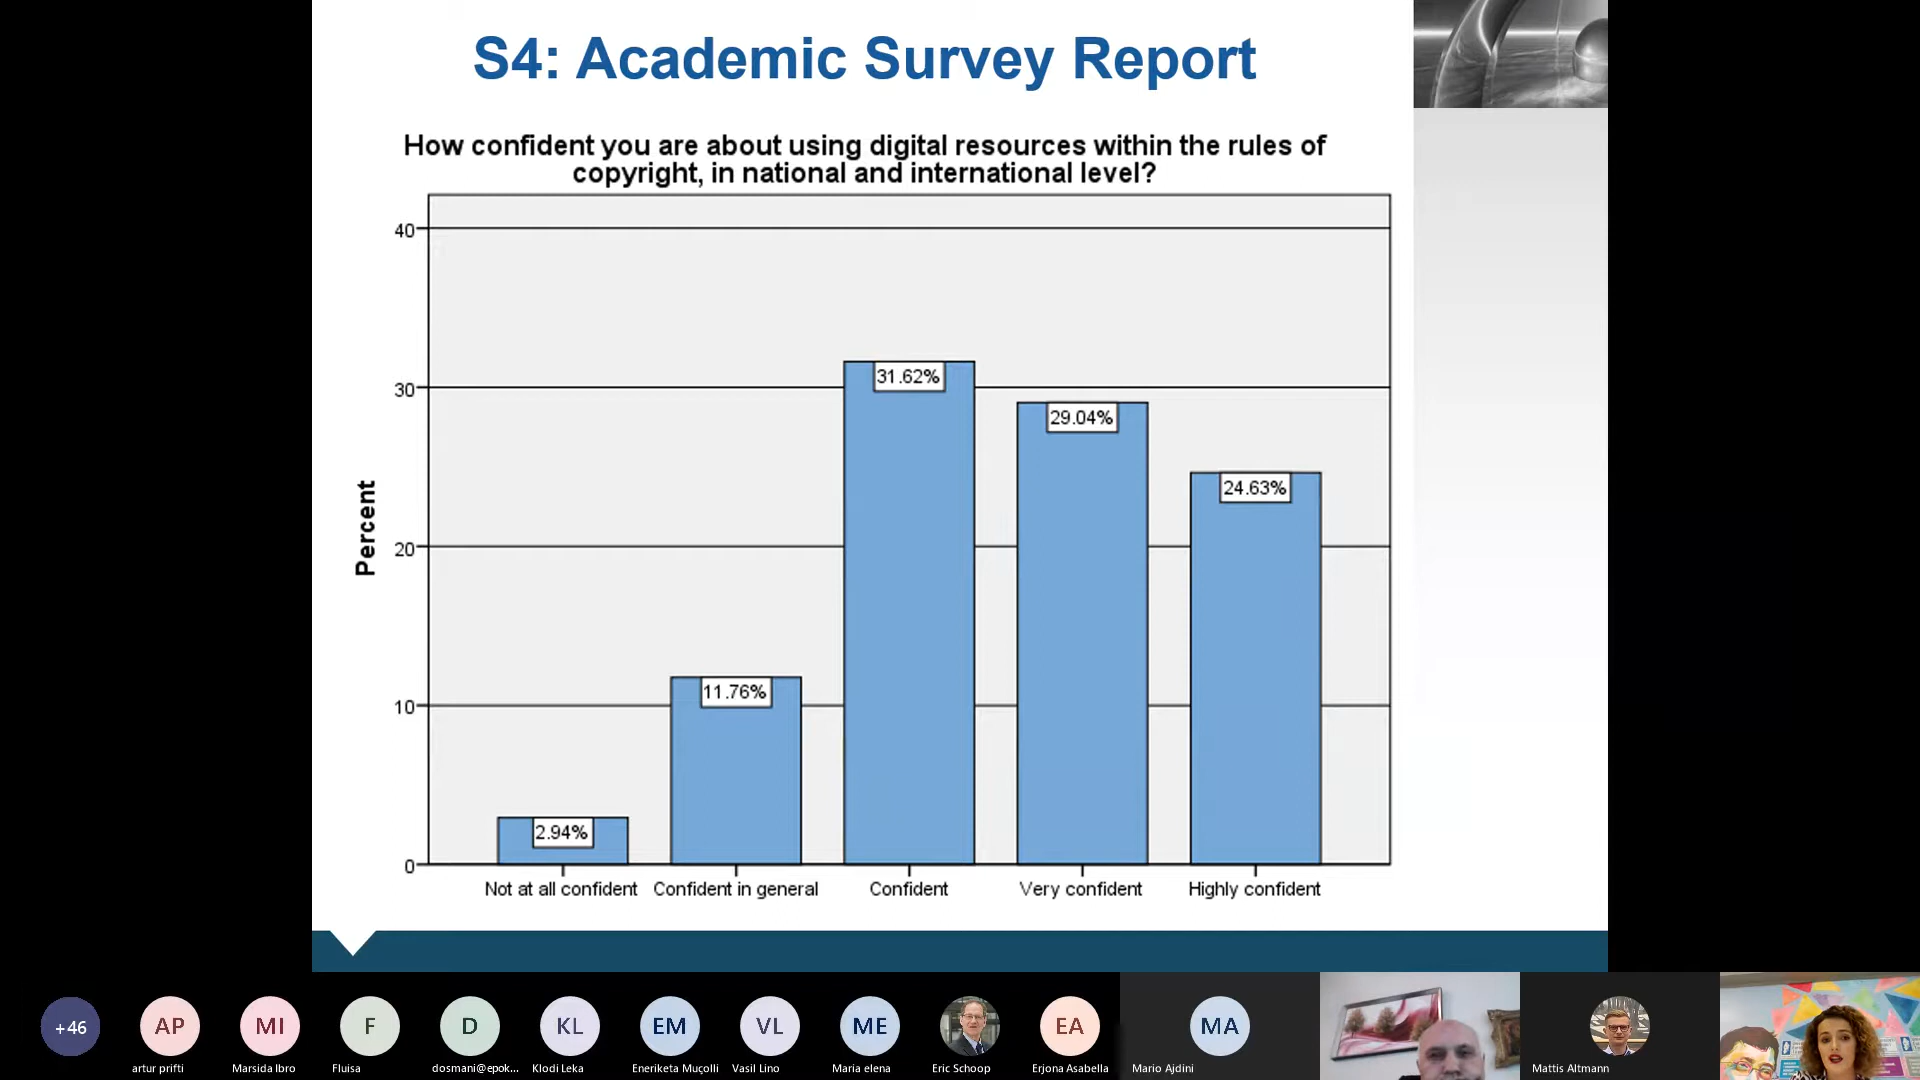 S4: Academic Survey Report
How confident you are about using digital resources within the rules of
copyright, in national and international level?
Percent
40
30
20
10
0
31.62%
29.04%
24.63%
11.76%
2.94%
Not at all confident
Confident in general
Confident
Very confident
Highly confident
+46
AP
MI
F
D
KL
EM
VL
ME
EA
MA
artur prifti
Marsida Ibro
Fluisa
dosmani@epok...
Klodi Leka
Eneriketa Muçolli
Vasil Lino
Maria elena
Eric Schoop
Erjona Asabella
Mario Ajdini
Mattis Altmann